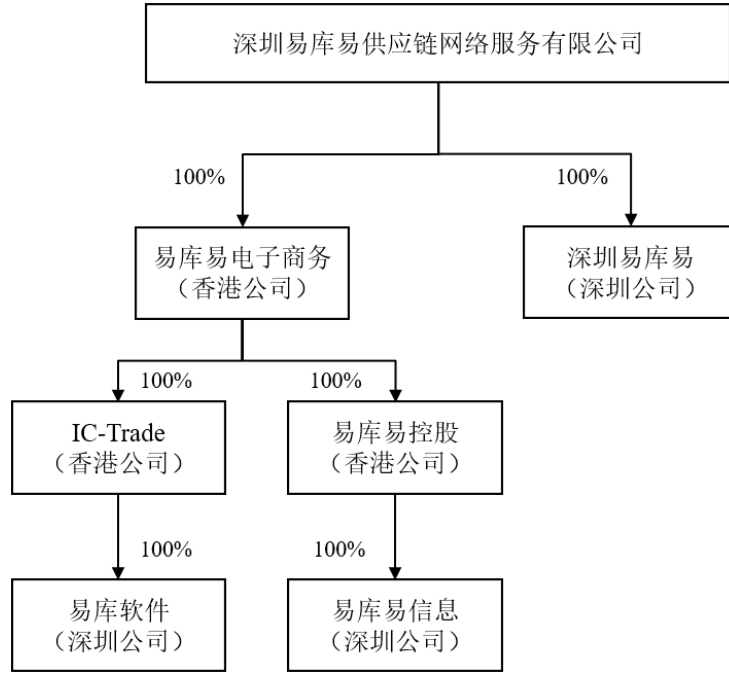 深圳易库易供应链网络服务有限公司
100%
100%
易库易电子商务
（香港公司）
深圳易库易
（深圳公司）
100%
100%
IC-Trade
（香港公司）
易库易控股
（香港公司）
100%
100%
易库软件
（深圳公司）
易库易信息
（深圳公司）